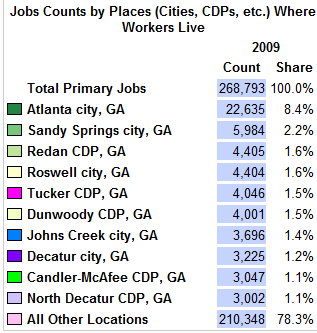 Jobs Counts by Places (Cities, CDPs, etc.) Where
Workers Live
2009
Count Share
Total Primary Jobs 268,793 100.0%
Atlanta city, GA 22,635 8.4%
Sandy Springs city, GA 5,984 2.2%
Redan CDP, GA 4,405 1.6%
Roswell city, GA 4,404 1.6%
Tucker CDP, GA 4,046 1.5%
Dunwoody CDP, GA 4,001 1.5%
Johns Creek city, GA 3,696 1.4%
Decatur city, GA 3,225 1.2%
Candler-McAfee CDP, GA 3,047 1.1%
North Decatur CDP, GA 3,002 1.1%
All Other Locations 210,348 78.3%